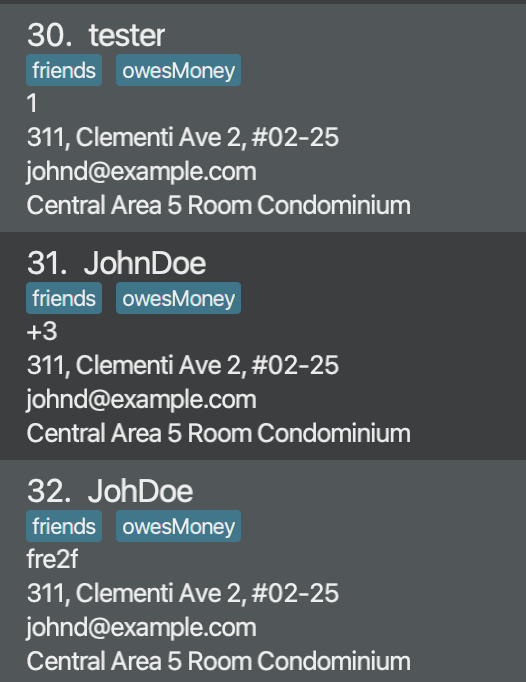 30. tester
friends owesMoney
1
311, Clementi Ave 2, #02-25
johnd@example.com
Central Area 5 Room Condominium
31. JohnDoe
friends owesMoney
+3
311, Clementi Ave 2, #02-25
johnd@example.com
Central Area 5 Room Condominium
32. JohDoe
friends owesMoney
fre2f
311, Clementi Ave 2, #02-25
johnd@example.com
Central Area 5 Room Condominium